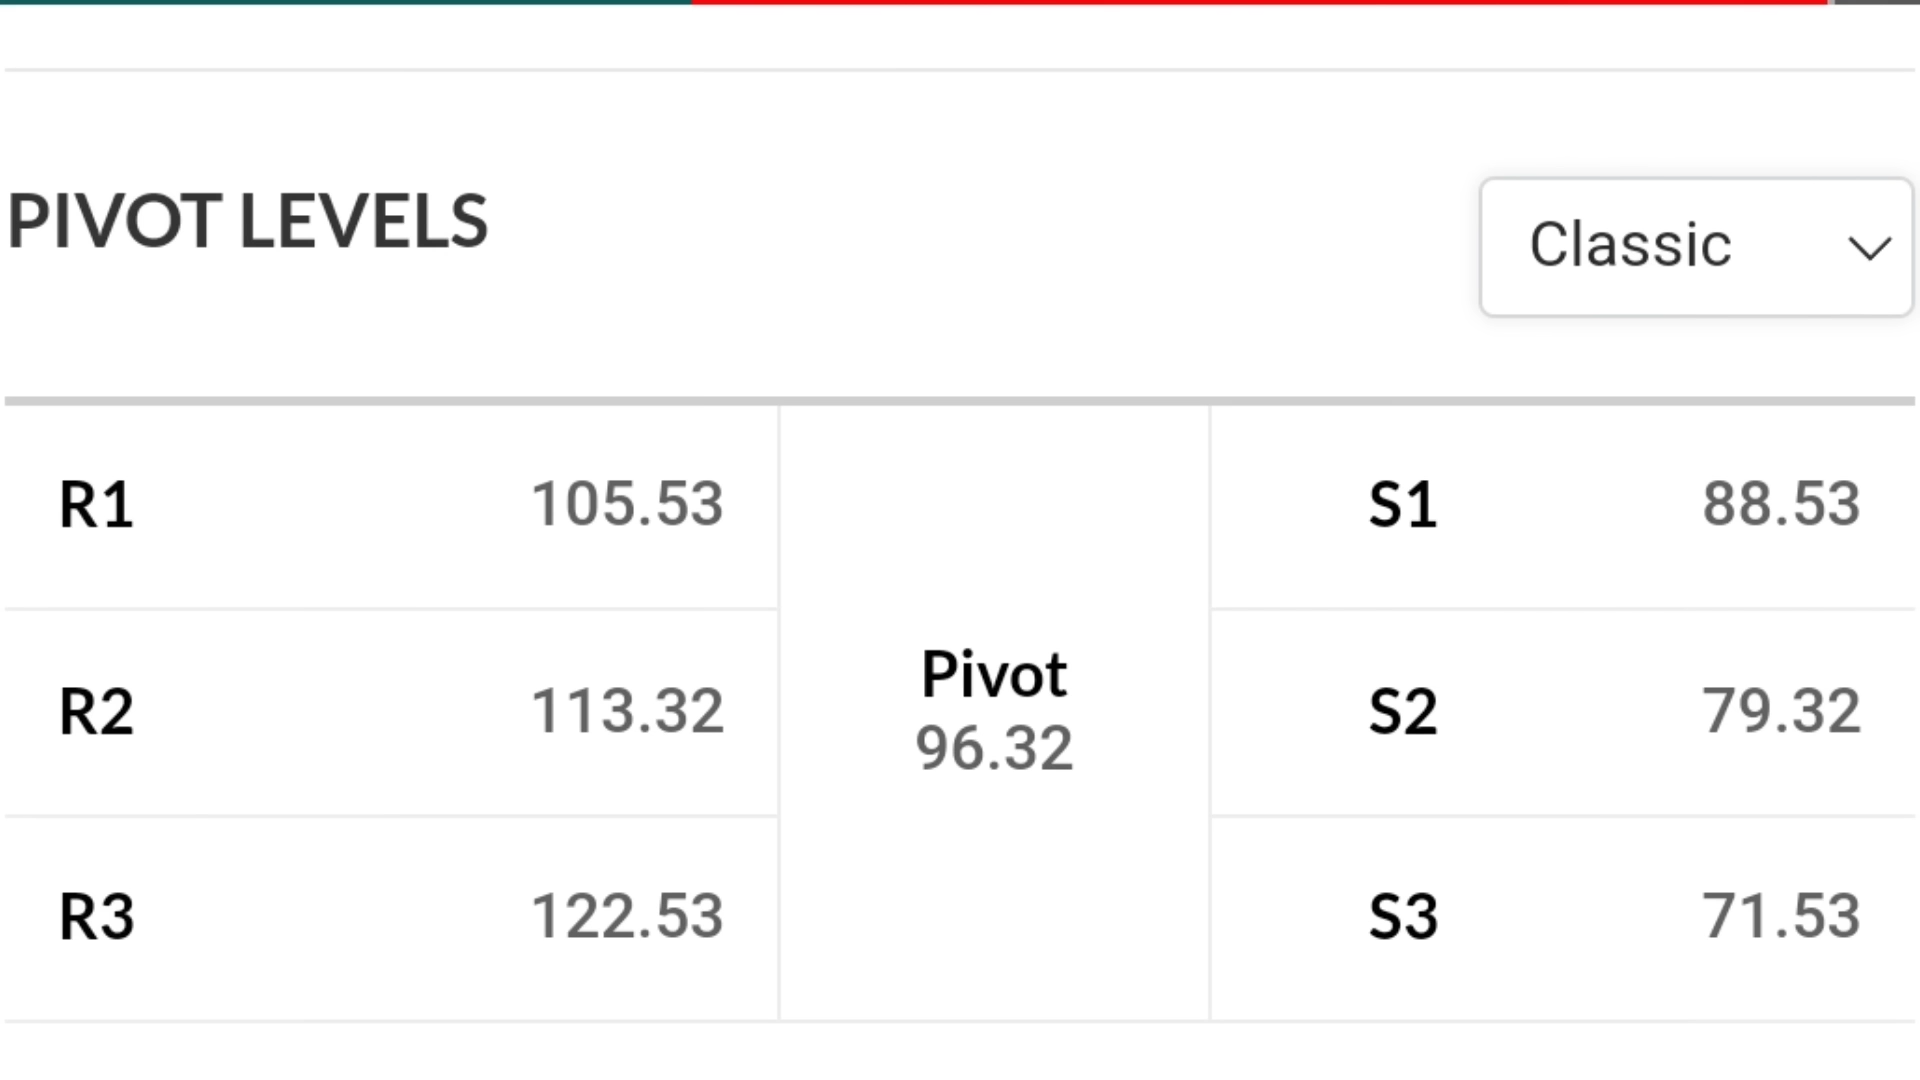 PIVOT LEVELS
Classic
R1 105.53
S1 88.53
R2 113.32
Pivot
96.32
S2 79.32
R3 122.53
S3 71.53